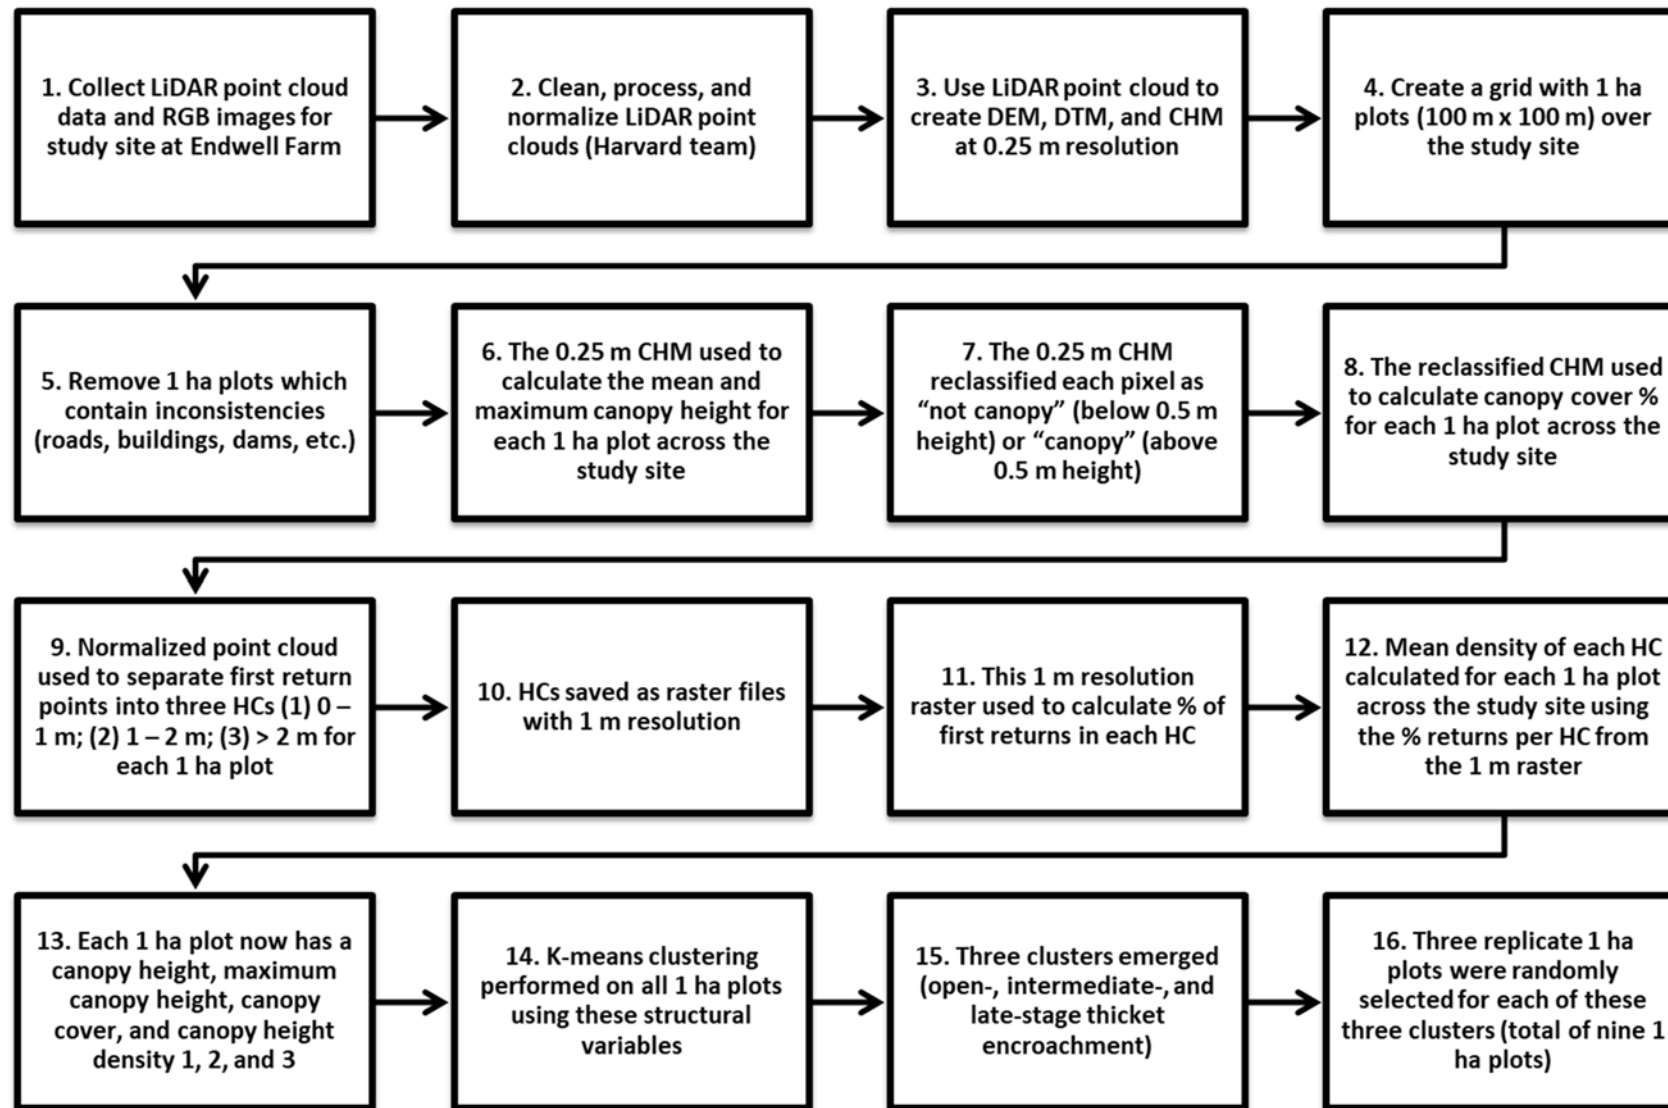 1. Collect LiDAR point cloud
data and RGB images for
study site at Endwell Farm
2. Clean, process, and
normalize LiDAR point
clouds (Harvard team)
3. Use LiDAR point cloud to
create DEM, DTM, and CHM
at 0.25 m resolution
4. Create a grid with 1 ha
plots (100 m x 100 m) over
the study site
5. Remove 1 ha plots which
contain inconsistencies
(roads, buildings, dams, etc.)
6. The 0.25 m CHM used to
calculate the mean and
maximum canopy height for
each 1 ha plot across the
study site
7. The 0.25 m CHM
reclassified each pixel as
“not canopy” (below 0.5 m
height) or “canopy” (above
0.5 m height)
8. The reclassified CHM used
to calculate canopy cover %
for each 1 ha plot across the
study site
9. Normalized point cloud
used to separate first return
points into three HCs (1) 0 –
1 m; (2) 1 – 2 m; (3) > 2 m for
each 1 ha plot
10. HCs saved as raster files
with 1 m resolution
11. This 1 m resolution
raster used to calculate % of
first returns in each HC
12. Mean density of each HC
calculated for each 1 ha plot
across the study site using
the % returns per HC from
the 1 m raster
13. Each 1 ha plot now has a
canopy height, maximum
canopy height, canopy
cover, and canopy height
density 1, 2, and 3
14. K-means clustering
performed on all 1 ha plots
using these structural
variables
15. Three clusters emerged
(open-, intermediate-, and
late-stage thicket
encroachment)
16. Three replicate 1 ha
plots were randomly
selected for each of these
three clusters (total of nine 1
ha plots)